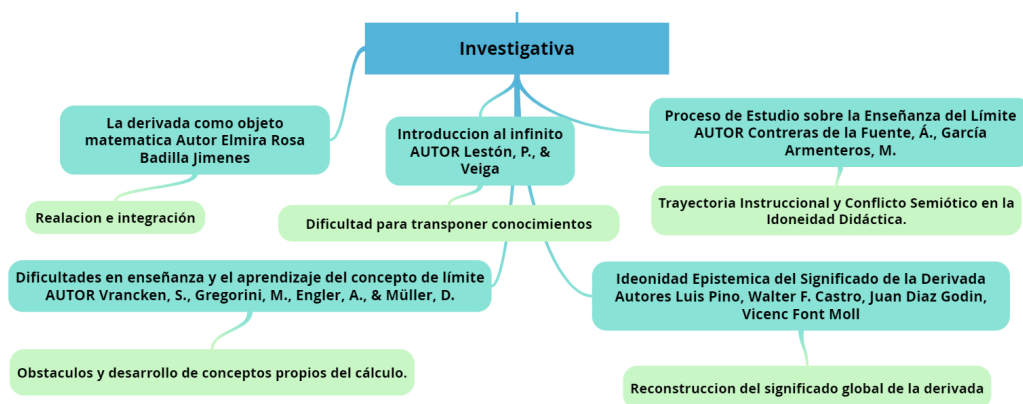 Investigativa
La derivada como objeto
matematica Autor Elmira Rosa
Badilla Jimenes
Realacion e integración
Introduccion al infinito
AUTOR Lestón, P., &
Veiga
Dificultad para transponer conocimientos
Proceso de Estudio sobre la Enseñanza del Límite
AUTOR Contreras de la Fuente, Á., García
Armenteros, M.
Trayectoria Instruccional y Conflicto Semiótico en la
Idoneidad Didáctica.
Dificultades en enseñanza y el aprendizaje del concepto de límite
AUTOR Vrancken, S., Gregorini, M., Engler, A., & Müller, D.
Obstaculos y desarrollo de conceptos propios del cálculo.
Ideonidad Epistemica del Significado de la Derivada
Autores Luis Pino, Walter F. Castro, Juan Diaz Godin,
Vicenc Font Moll
Reconstruccion del significado global de la derivada